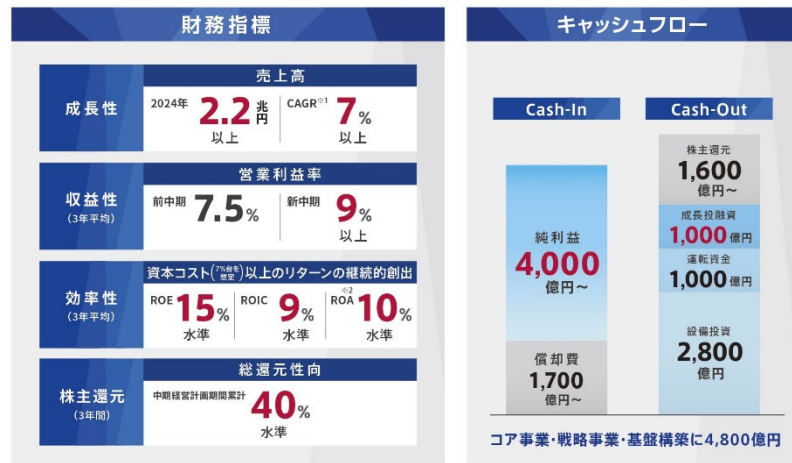 財務指標
成長性
売上高
2024年 2.2兆円 以上
CAGR※1 7% 以上
収益性
(3年平均)
営業利益率
前中期 7.5%
新中期 9% 以上
効率性
(3年平均)
資本コスト(7%台を想定)以上のリターンの継続的創出
ROE 15% 水準
ROIC 9% 水準
ROA※2 10% 水準
株主還元
(3年間)
総還元性向
中期経営計画期間累計 40% 水準
キャッシュフロー
Cash-In
純利益
4,000
億円~
償却費
1,700
億円~
Cash-Out
株主還元
1,600
億円~
成長投融資
1,000億円
運転資金
1,000億円
設備投資
2,800
億円
コア事業・戦略事業・基盤構築に4,800億円